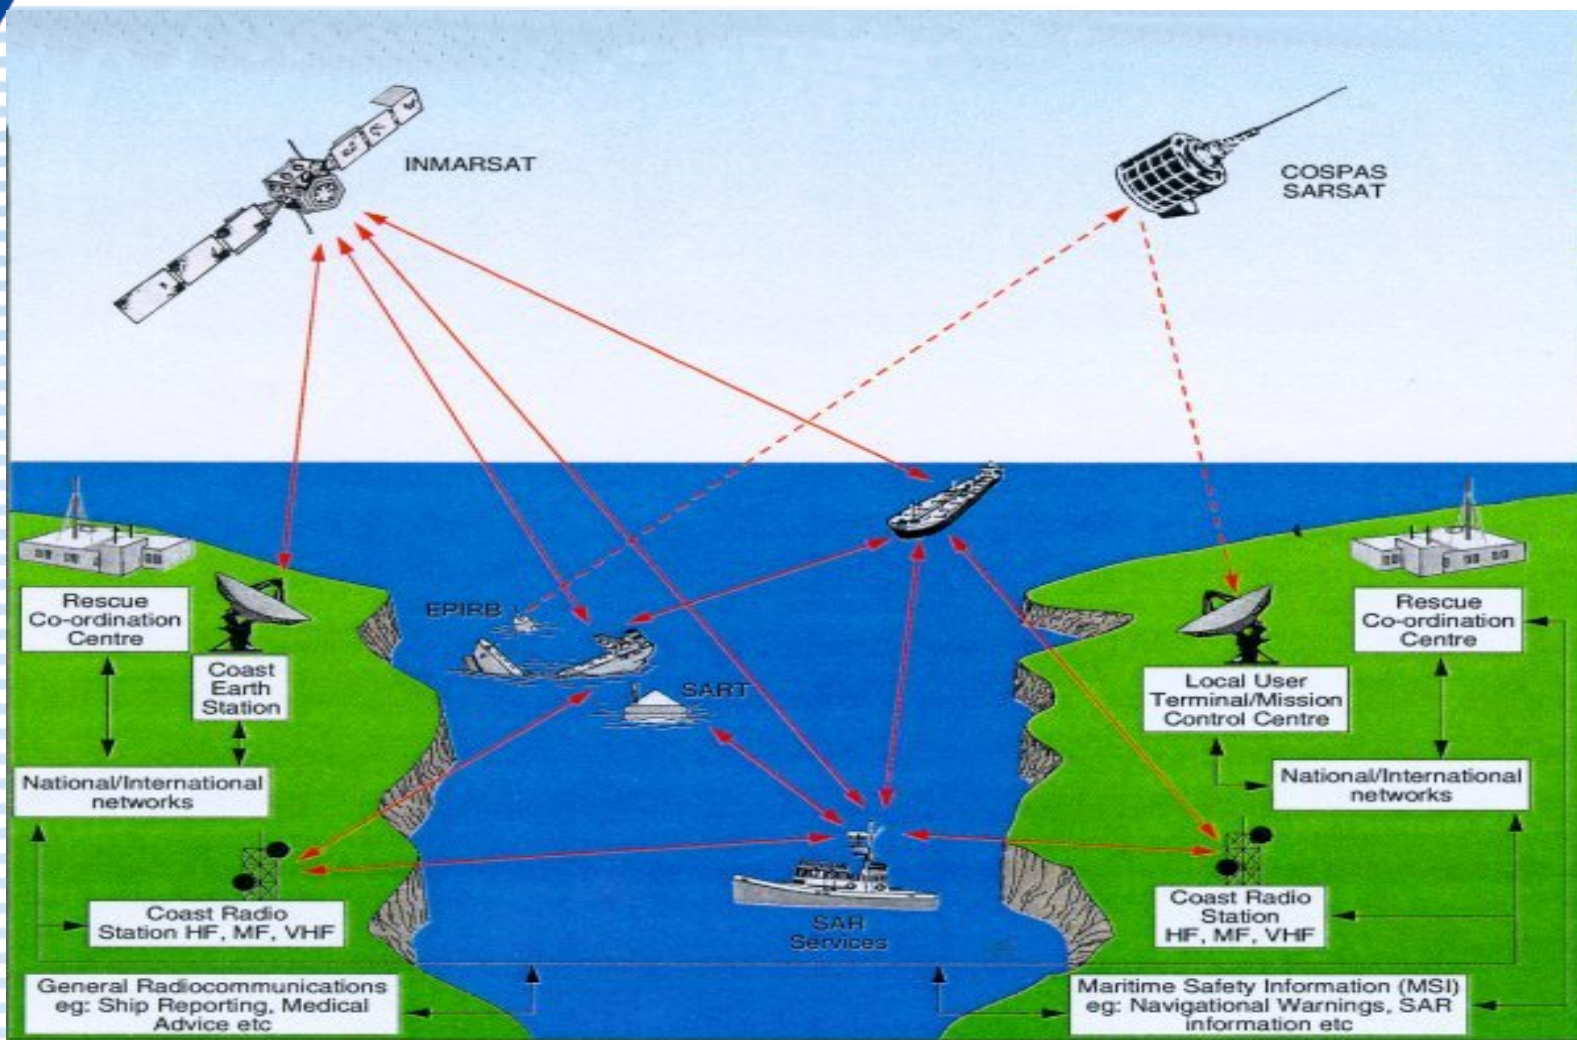 INMARSAT
COSPAS
SARSAT
Rescue
Co-ordination
Centre
Coast
Earth
Station
EPIRB
SART
Local User
Terminal/Mission
Control Centre
Rescue
Co-ordination
Centre
National/International
networks
National/International
networks
Coast Radio
Station HF, MF, VHF
SAR
Services
Coast Radio
Station
HF, MF, VHF
General Radiocommunications
eg: Ship Reporting, Medical
Advice etc
Maritime Safety Information (MSI)
eg: Navigational Warnings, SAR
information etc